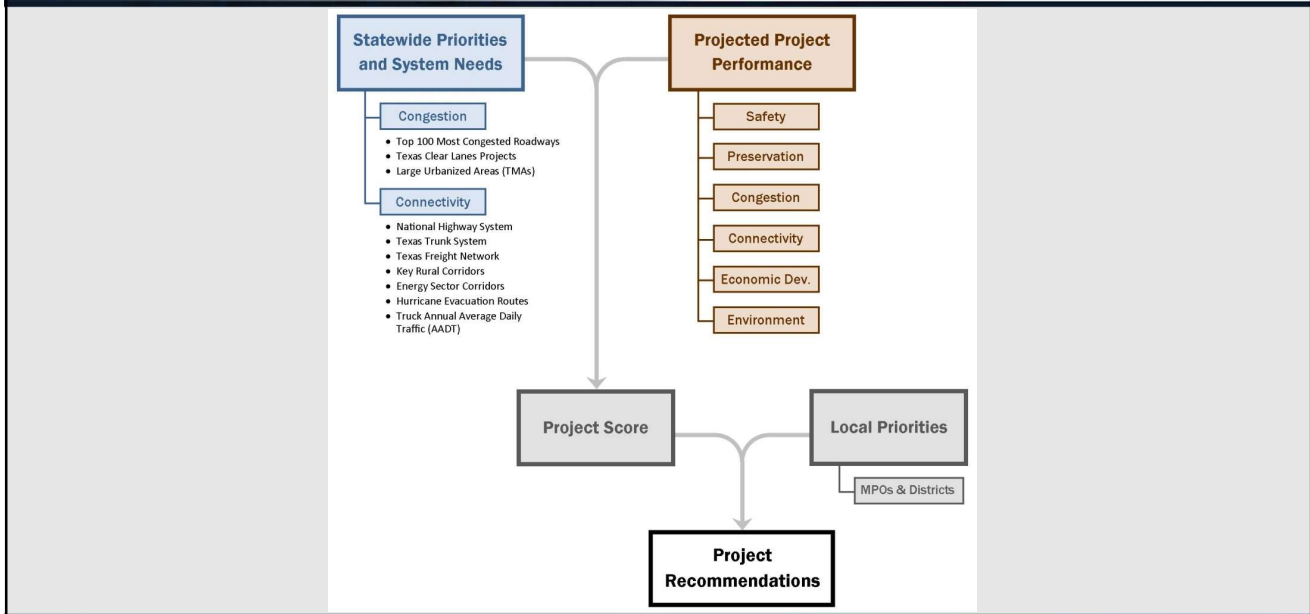 Statewide Priorities
and System Needs
Congestion
• Top 100 Most Congested Roadways
• Texas Clear Lanes Projects
• Large Urbanized Areas (TMAs)
Connectivity
• National Highway System
• Texas Trunk System
• Texas Freight Network
• Key Rural Corridors
• Energy Sector Corridors
• Hurricane Evacuation Routes
• Truck Annual Average Daily
Traffic (AADT)
Projected Project
Performance
Safety
Preservation
Congestion
Connectivity
Economic Dev.
Environment
Project Score
Local Priorities
MPOs & Districts
Project
Recommendations